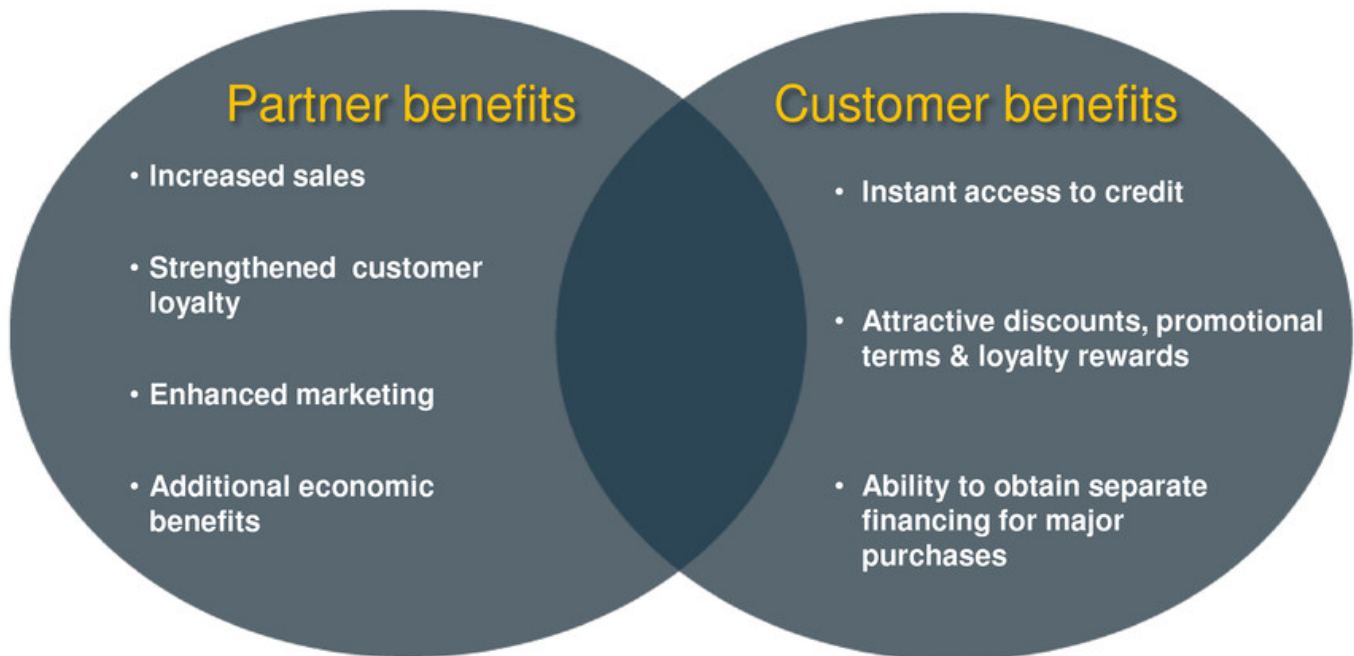 Partner benefits
• Increased sales
• Strengthened customer
loyalty
• Enhanced marketing
• Additional economic
benefits
Customer benefits
• Instant access to credit
• Attractive discounts, promotional
terms & loyalty rewards
• Ability to obtain separate
financing for major
purchases